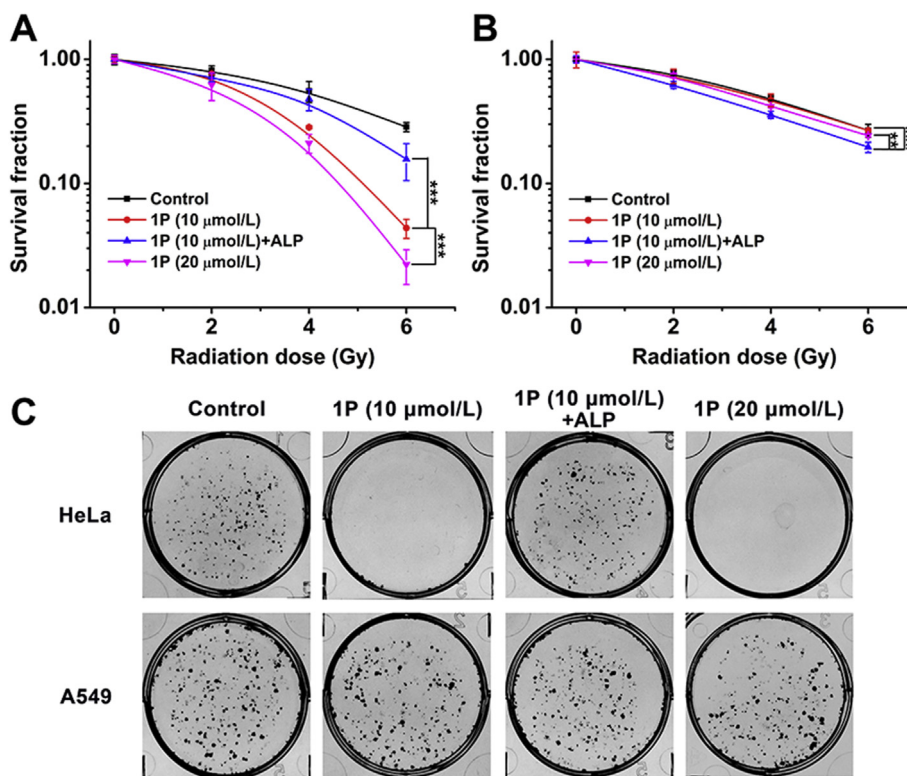 A
1.00
0.10
0.01
Survival fraction
Control
1P (10 μmol/L)
1P (10 μmol/L)+ALP
1P (20 μmol/L)
***
***
0
2
4
6
Radiation dose (Gy)
B
1.00
0.10
0.01
Survival fraction
Control
1P (10 μmol/L)
1P (10 μmol/L)+ALP
1P (20 μmol/L)
**
0
2
4
6
Radiation dose (Gy)
C
Control
1P (10 μmol/L)
1P (10 μmol/L)
+ALP
1P (20 μmol/L)
HeLa
A549